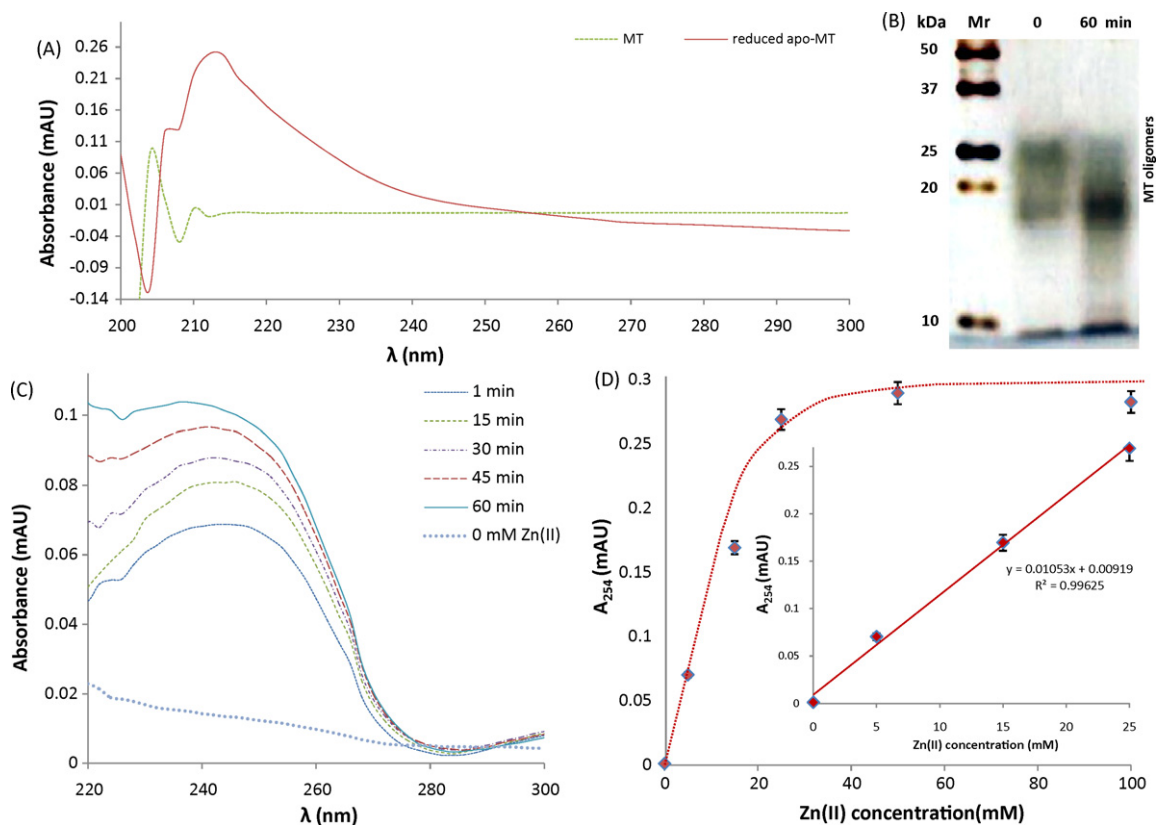 (A)
MT
reduced apo-MT
Absorbance (mAU)
0.26
0.21
0.16
0.11
0.06
0.01
-0.04
-0.09
-0.14
200 210 220 230 240 250 260 270 280 290 300
λ (nm)
(B)
kDa Mr 0 60 min
50
37
25
20
10
MT oligomers
(C)
1 min
15 min
30 min
45 min
60 min
0 mM Zn(II)
Absorbance (mAU)
0.1
0.08
0.06
0.04
0.02
0
220 240 260 280 300
λ (nm)
(D)
A254 (mAU)
0.3
0.25
0.2
0.15
0.1
0.05
0
0 20 40 60 80 100
Zn(II) concentration(mM)
A254 (mAU)
0.25
0.2
0.15
0.1
0.05
0
0 5 10 15 20 25
Zn(II) concentration (mM)
y = 0.01053x + 0.00919
R² = 0.99625